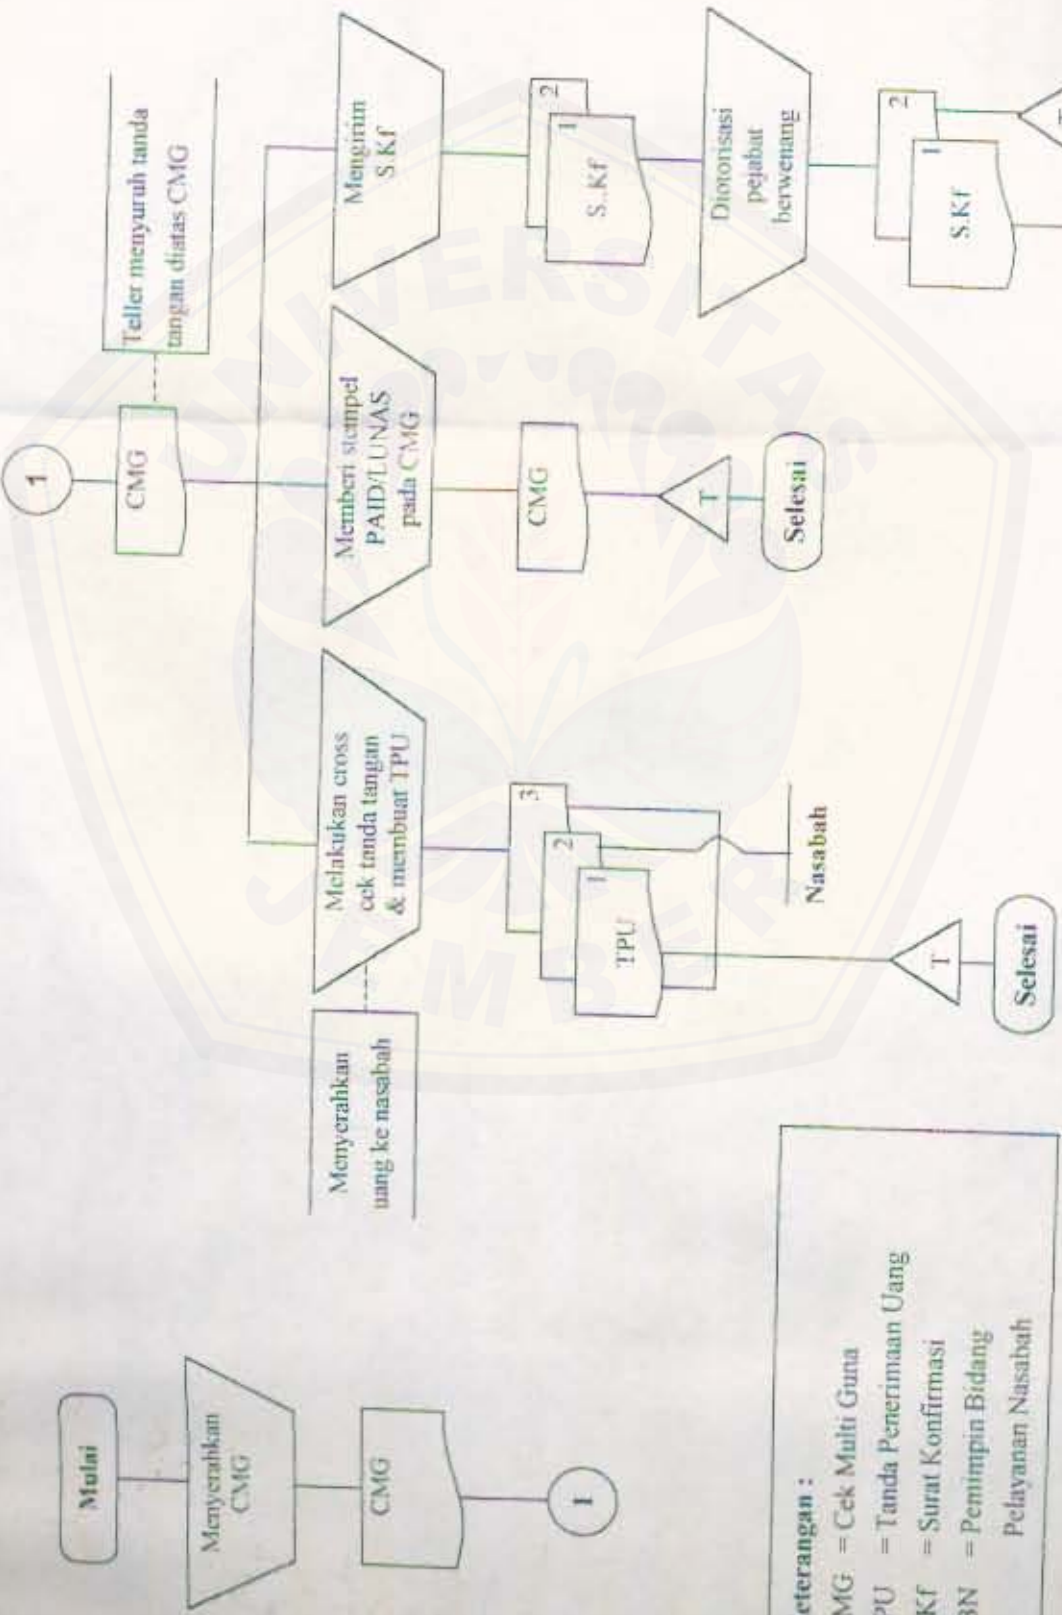 Mulai
Menyerahkan
CMG
CMG
1
1
CMG
Teller menyuruh tanda
tangan diatas CMG
Menyerahkan
uang ke nasabah
Melakukan cross
cek tanda tangan
& membuat TPU
TPU
1
2
3
Nasabah
T
Selesai
Memberi stempel
PAID/LUNAS
pada CMG
CMG
T
Selesai
Mengirim
S.Kf
S..Kf
1
2
Diotorisasi
pejabat
berwenang
S.Kf
1
2
eterangan :
MG = Cek Multi Guna
PU = Tanda Penerimaan Uang
Kf = Surat Konfirmasi
BN = Pemimpin Bidang
Pelayanan Nasabah
UNIVERSITAS
JEMBER